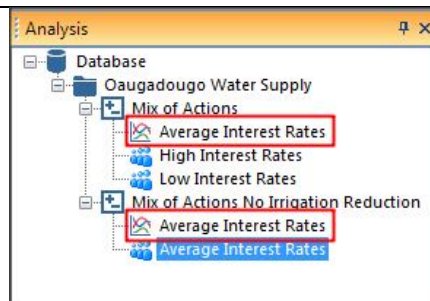 Analysis
Database
Oaugadougo Water Supply
Mix of Actions
Average Interest Rates
High Interest Rates
Low Interest Rates
Mix of Actions No Irrigation Reduction
Average Interest Rates
Average Interest Rates